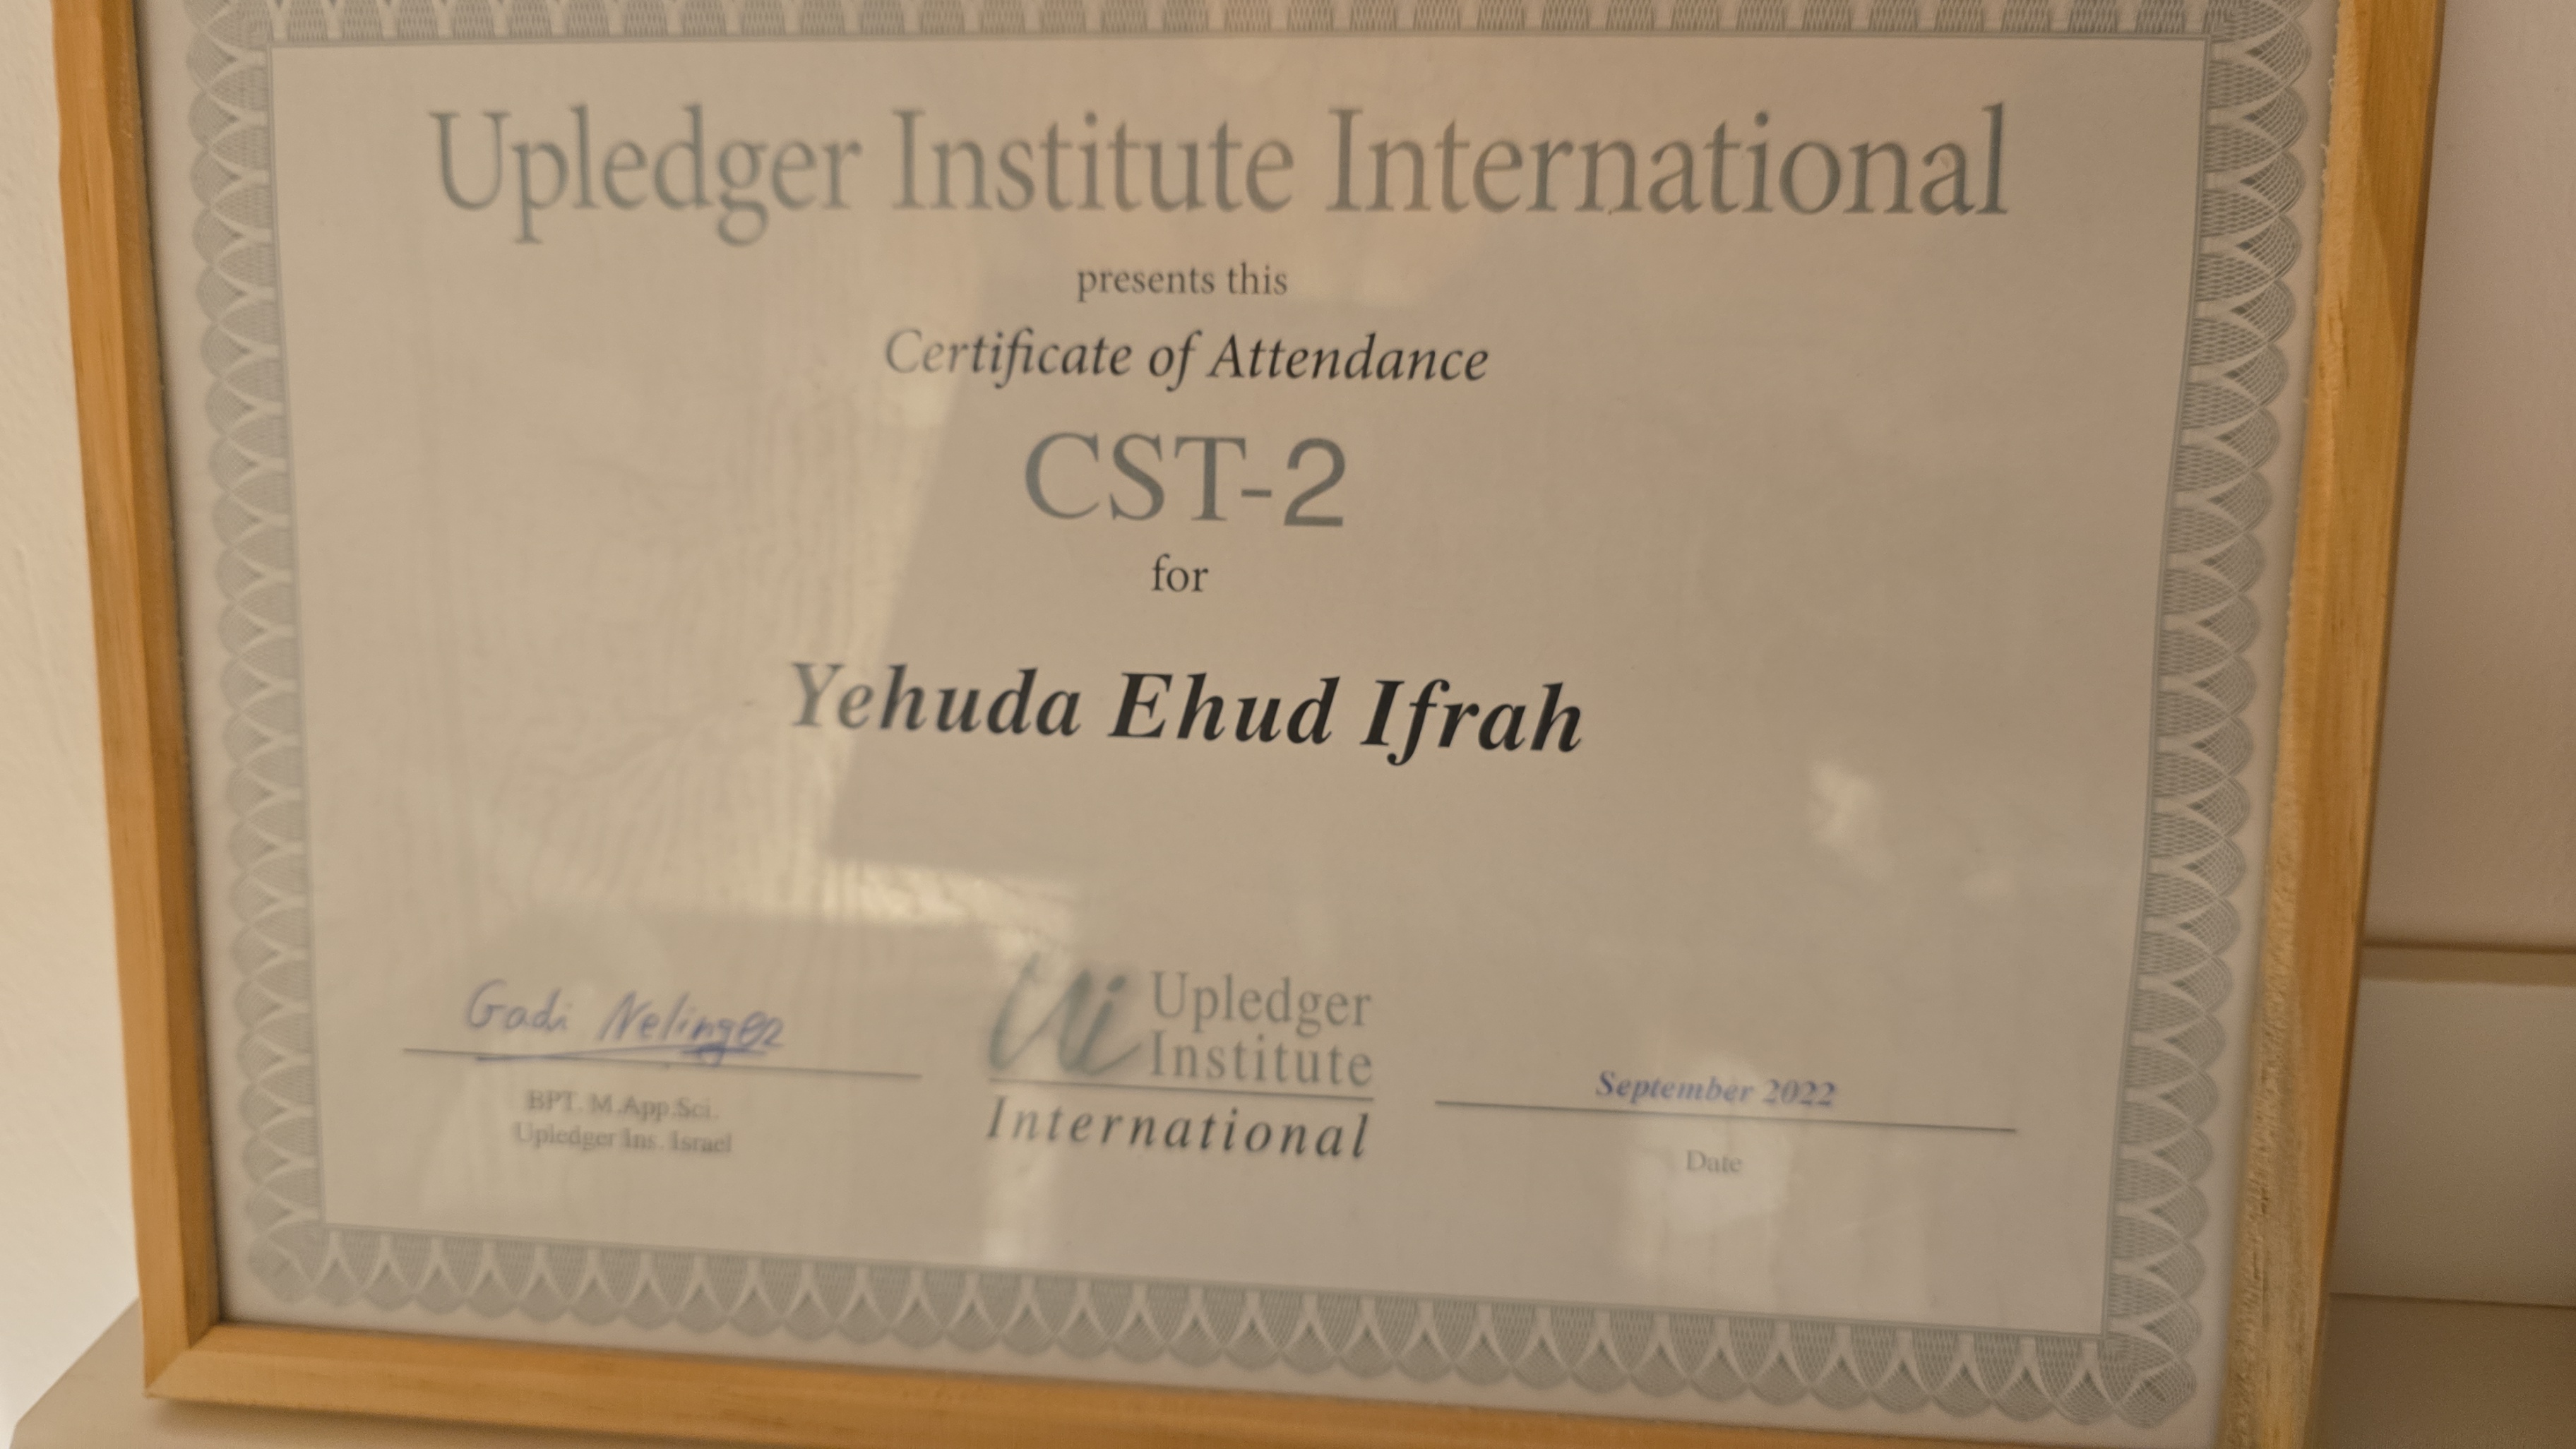 Upledger Institute International
presents this
Certificate of Attendance
CST-2
for
Yehuda Ehud Ifrah
Gadi Nelinger
BPT. M.App.Sci.
Upledger Ins. Israel
Ui Upledger
Institute
International
September 2022
Date